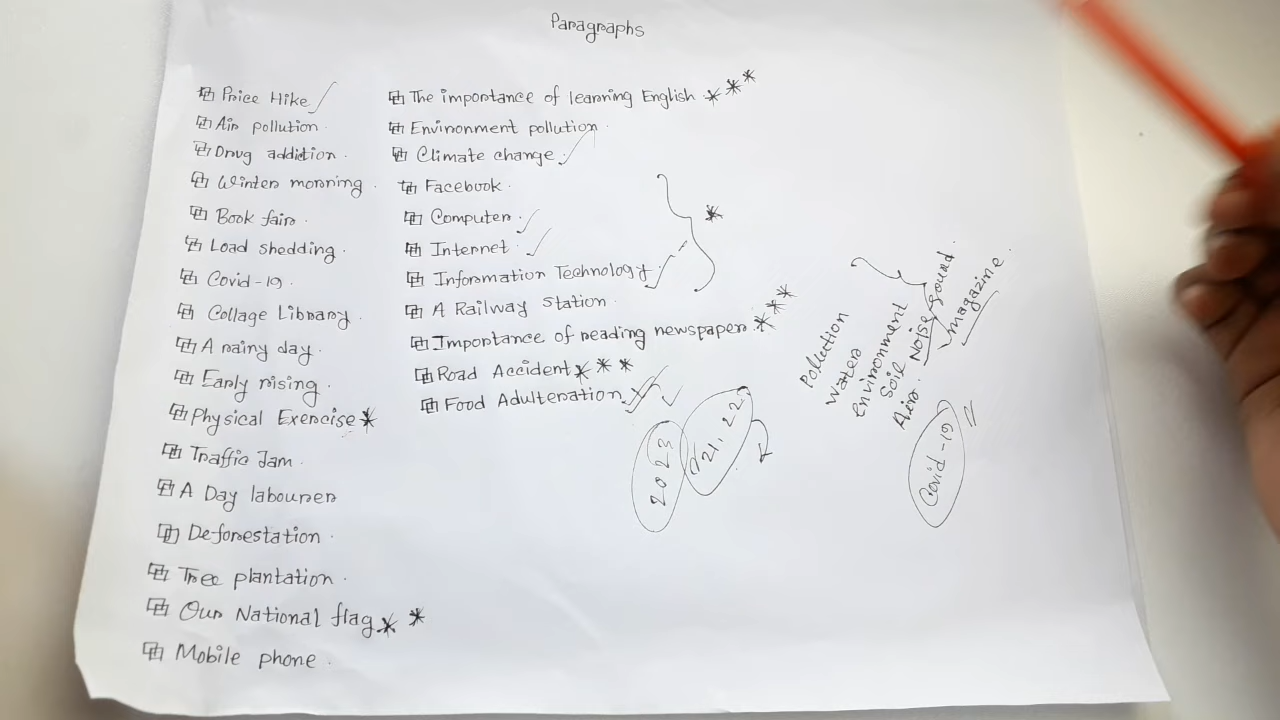 Paragraphs
Price Hike
Air pollution.
Drug addiction.
Winter morning.
Book fair.
Load shedding.
Covid-19.
Collage Library.
A rainy day.
Early rising.
Physical Exercise *
Traffic Jam.
A Day labourer
Deforestation.
Tree plantation.
Our National flag * *
Mobile phone.
The importance of learning English * * *
Environment pollution.
Climate change.
Facebook.
Computer.
Internet.
Information Technology.
A Railway Station.
Importance of reading newspaper. * * *
Road Accident * * *
Food Adulteration
*
2023
21, 22
Pollution
Water
environment
Soil Noise sound.
Air.
magazine.
Covid-19